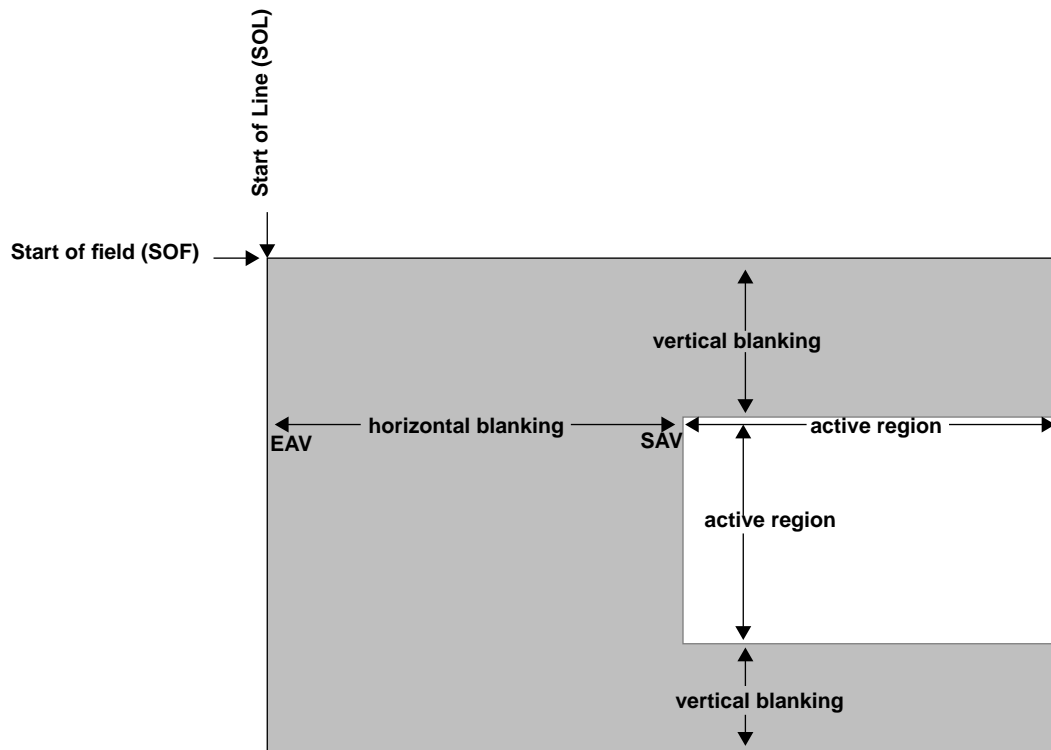 Start of Line (SOL)
Start of field (SOF)
vertical blanking
horizontal blanking
active region
EAV
SAV
active region
vertical blanking